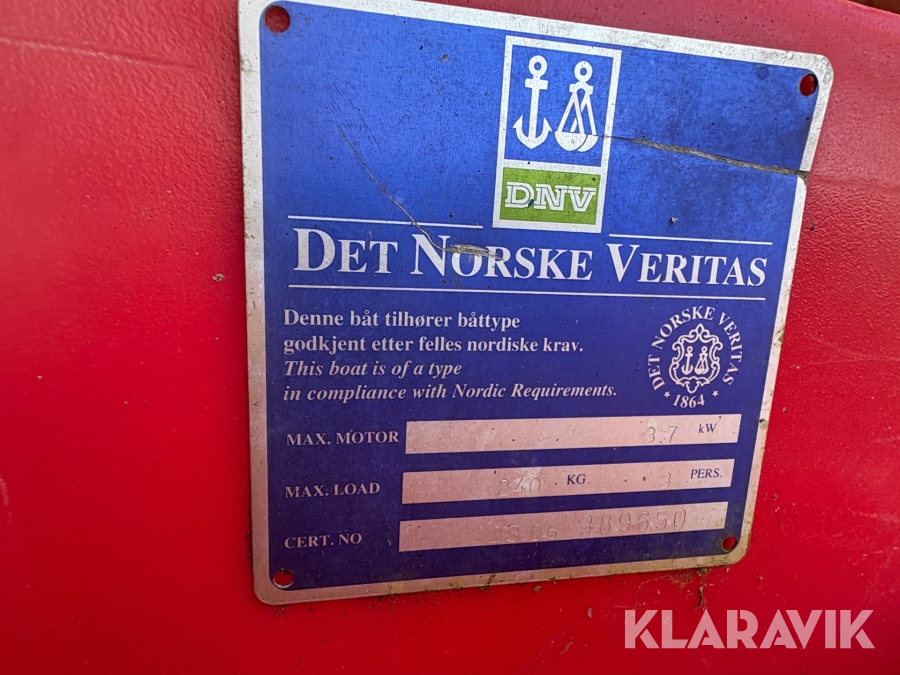 DNV
DET NORSKE VERITAS
Denne båt tilhører båttype
godkjent etter felles nordiske krav.
This boat is of a type
in compliance with Nordic Requirements.
DET NORSKE VERITAS
1864
MAX. MOTOR 3.7 kW
MAX. LOAD 240 KG 3 PERS.
CERT. NO 389650
KLARAVIK